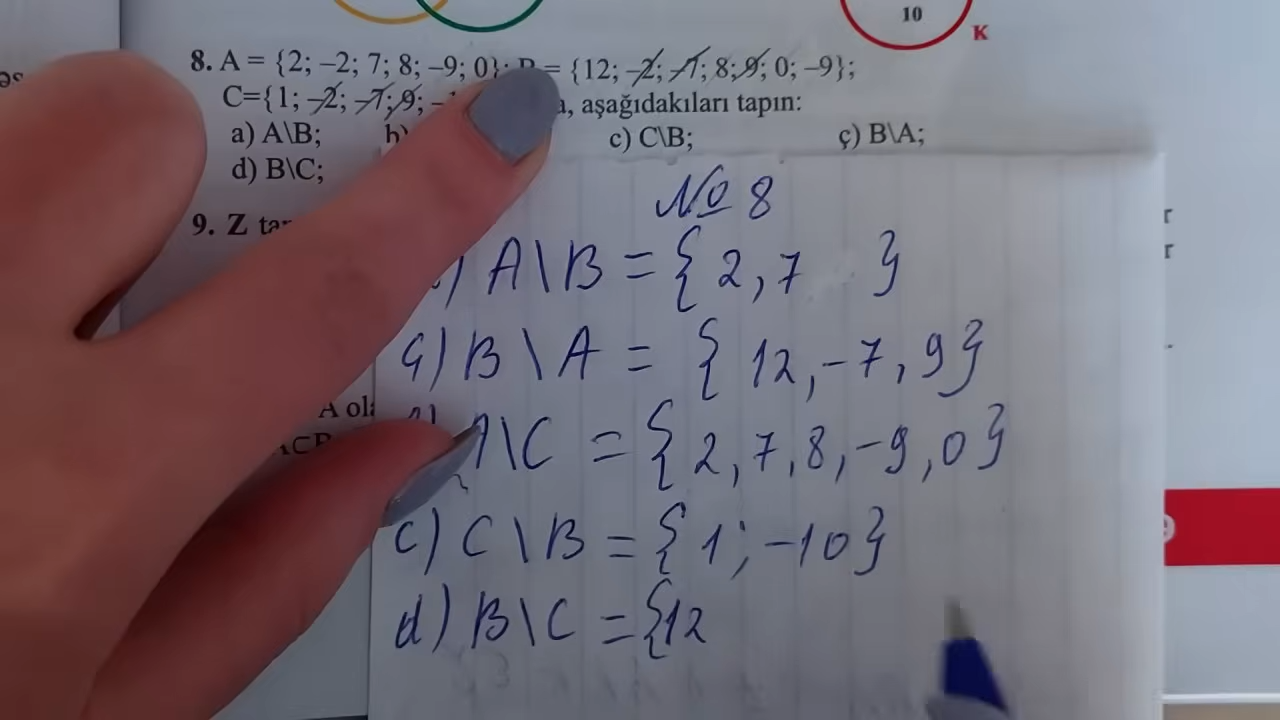 10
K
8. A = {2; –2; 7; 8; –9; 0}; B = {12; –2; –7; 8; 9; 0; –9};
C={1; –2; –7; 9; aşağıdakıları tapın:
a) A\B; b) c) C\B; ç) B\A;
d) B\C;
№ 8
9. Z
A\B = {2,7 }
ç) B\A = {12,-7,9}
A\C = {2,7,8,-9,0}
c) C\B = {1;-10}
d) B\C = {12